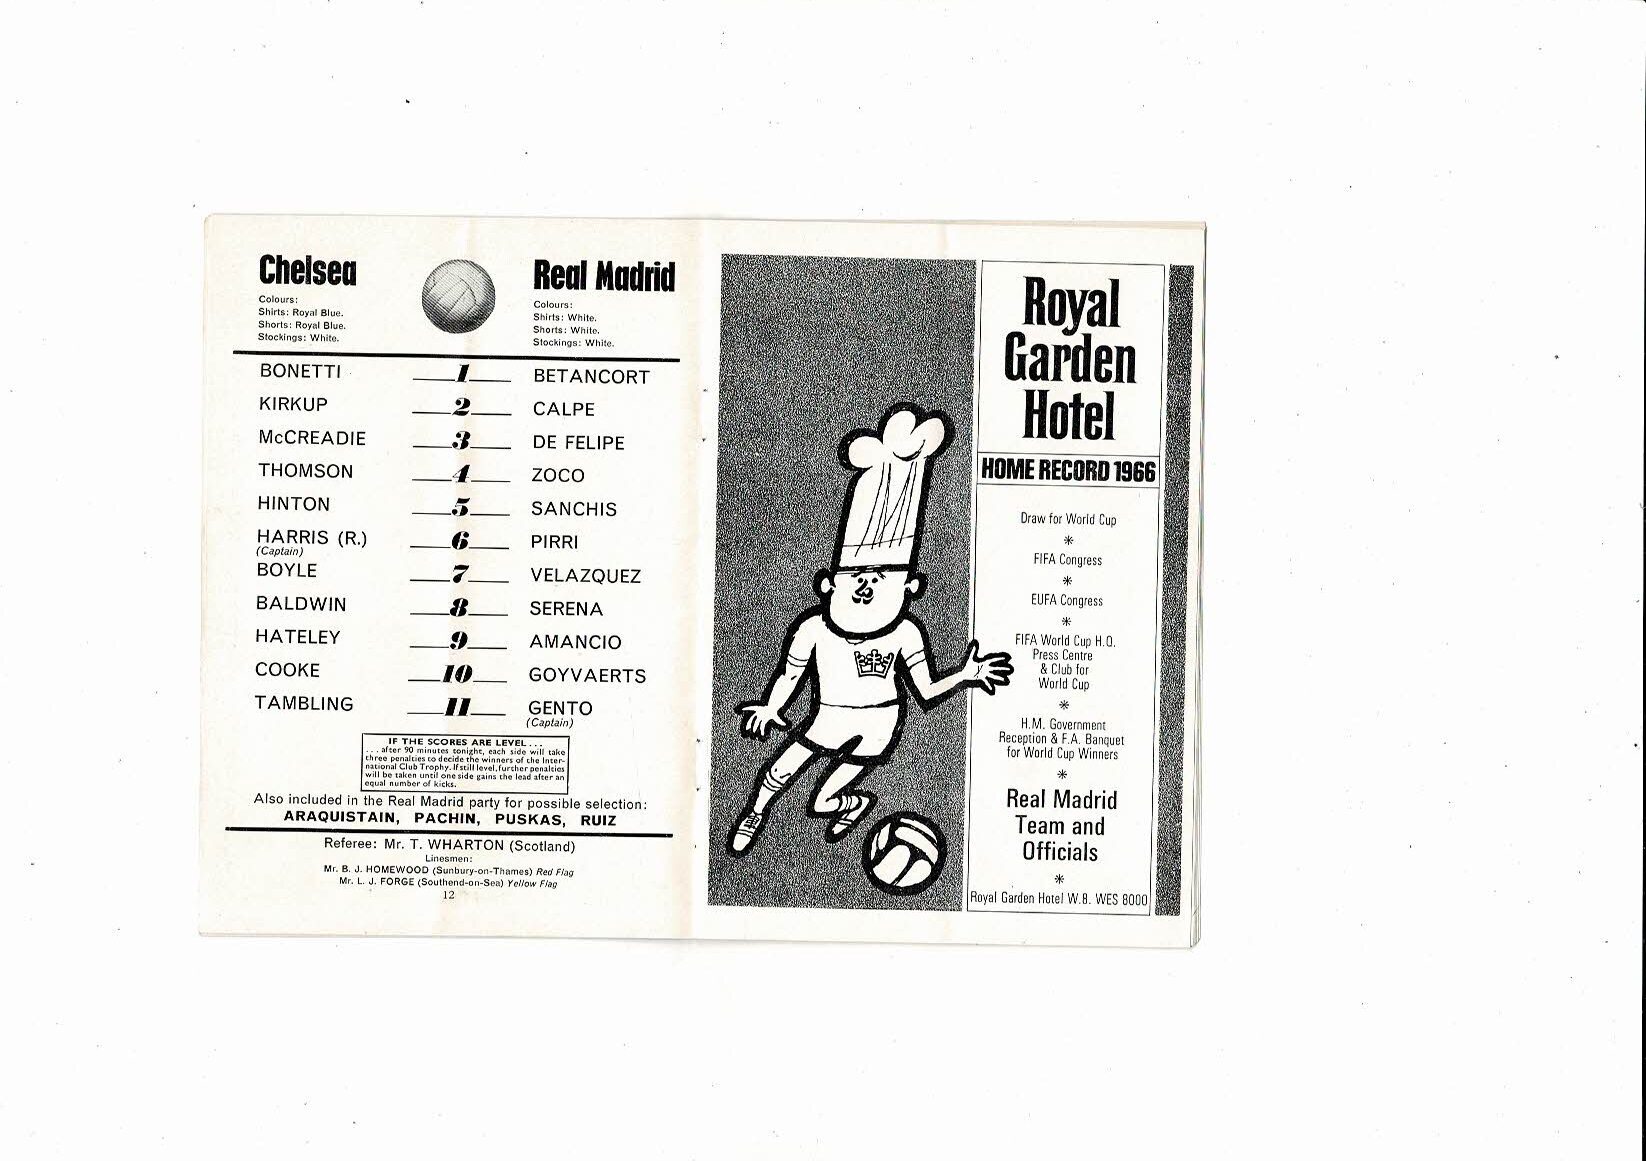 Chelsea
Colours:
Shirts: Royal Blue.
Shorts: Royal Blue.
Stockings: White.
Real Madrid
Colours:
Shirts: White.
Shorts: White.
Stockings: White.
BONETTI 1 BETANCORT
KIRKUP 2 CALPE
McCREADIE 3 DE FELIPE
THOMSON 4 ZOCO
HINTON 5 SANCHIS
HARRIS (R.) 6 PIRRI
(Captain)
BOYLE 7 VELAZQUEZ
BALDWIN 8 SERENA
HATELEY 9 AMANCIO
COOKE 10 GOYVAERTS
TAMBLING 11 GENTO
(Captain)
IF THE SCORES ARE LEVEL...
... after 90 minutes tonight, each side will take
three penalties to decide the winners of the Inter-
national Club Trophy. If still level, further penalties
will be taken until one side gains the lead after an
equal number of kicks.
Also included in the Real Madrid party for possible selection:
ARAQUISTAIN, PACHIN, PUSKAS, RUIZ
Referee: Mr. T. WHARTON (Scotland)
Linesmen:
Mr. B. J. HOMEWOOD (Sunbury-on-Thames) Red Flag
Mr. L. J. FORGE (Southend-on-Sea) Yellow Flag
12
Royal
Garden
Hotel
HOME RECORD 1966
Draw for World Cup
*
FIFA Congress
*
EUFA Congress
*
FIFA World Cup H.Q.
Press Centre
& Club for
World Cup
*
H.M. Government
Reception & F.A. Banquet
for World Cup Winners
*
Real Madrid
Team and
Officials
*
Royal Garden Hotel W.8. WES 8000